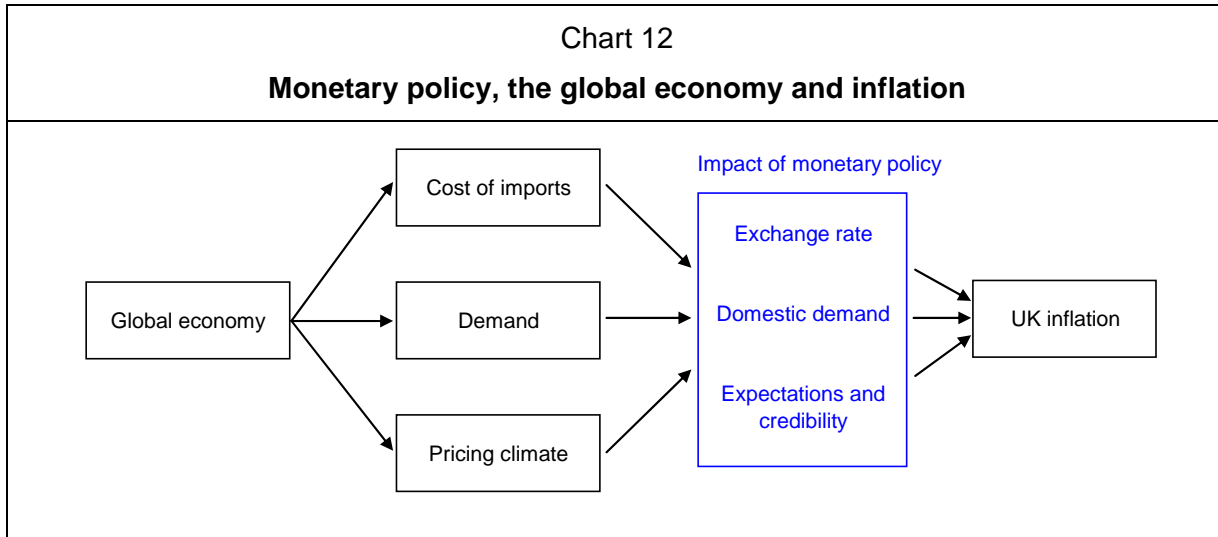 Chart 12
Monetary policy, the global economy and inflation
Impact of monetary policy
Cost of imports
Exchange rate
Global economy
Demand
Domestic demand
UK inflation
Expectations and
credibility
Pricing climate